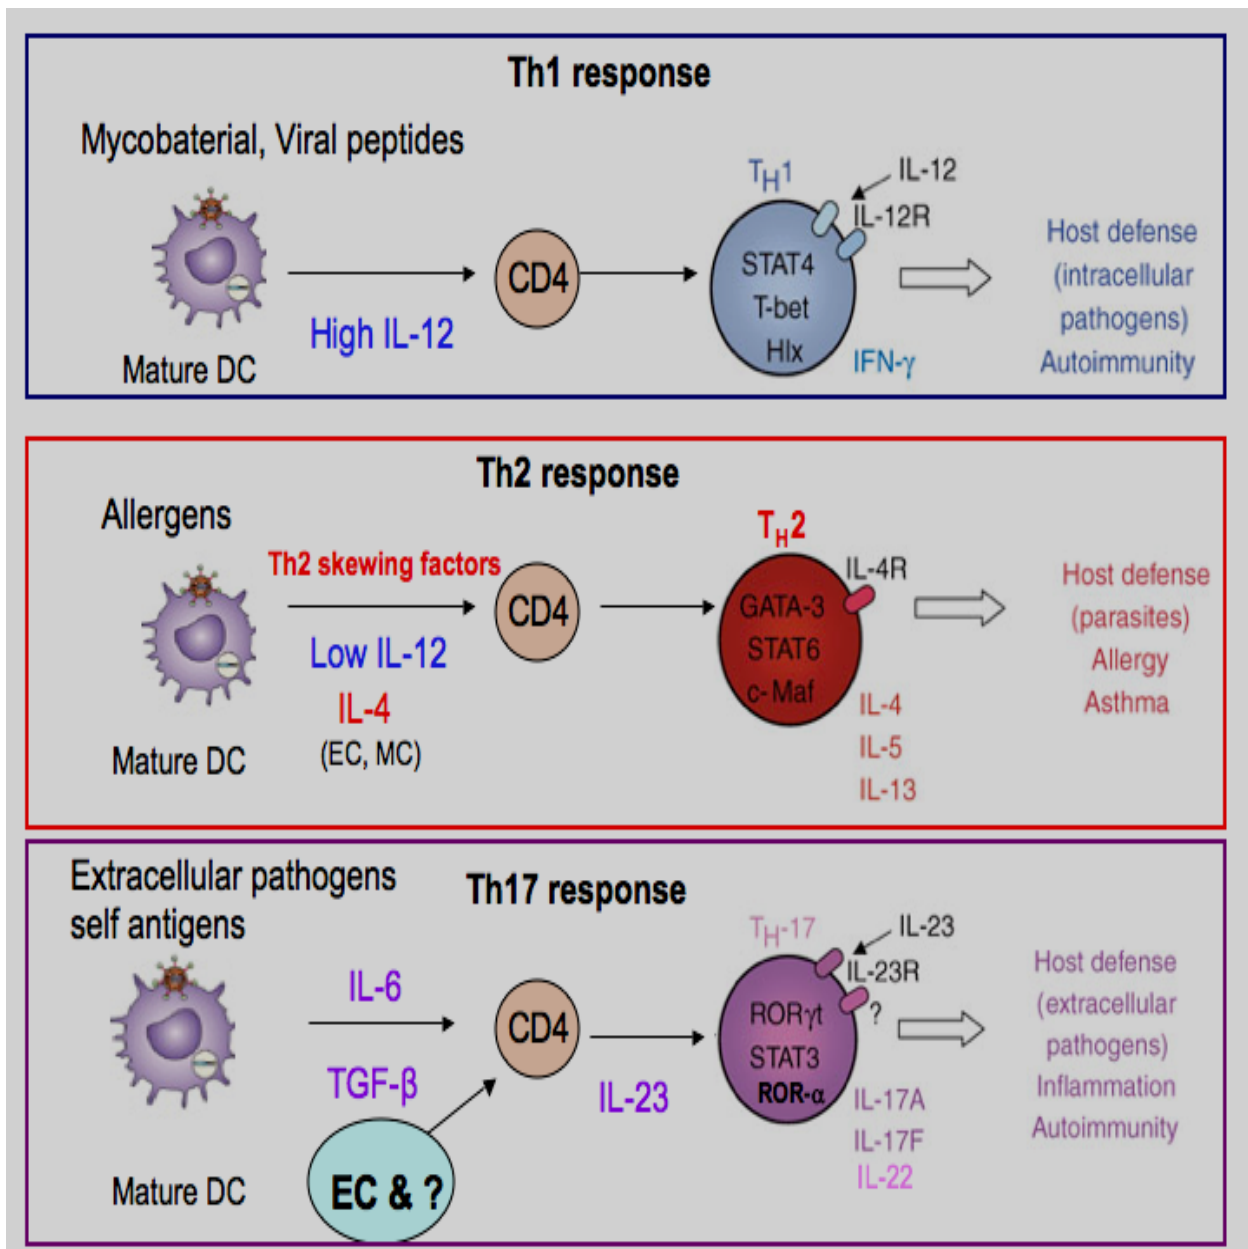 Th1 response
Mycobaterial, Viral peptides
Mature DC
High IL-12
CD4
TH1
IL-12
IL-12R
STAT4
T-bet
Hlx
IFN-γ
Host defense
(intracellular
pathogens)
Autoimmunity
Th2 response
Allergens
Mature DC
Th2 skewing factors
Low IL-12
IL-4
(EC, MC)
CD4
TH2
IL-4R
GATA-3
STAT6
c-Maf
IL-4
IL-5
IL-13
Host defense
(parasites)
Allergy
Asthma
Extracellular pathogens
self antigens
Th17 response
Mature DC
IL-6
TGF-β
EC & ?
CD4
IL-23
TH-17
IL-23
IL-23R
?
RORγt
STAT3
ROR-α
IL-17A
IL-17F
IL-22
Host defense
(extracellular
pathogens)
Inflammation
Autoimmunity